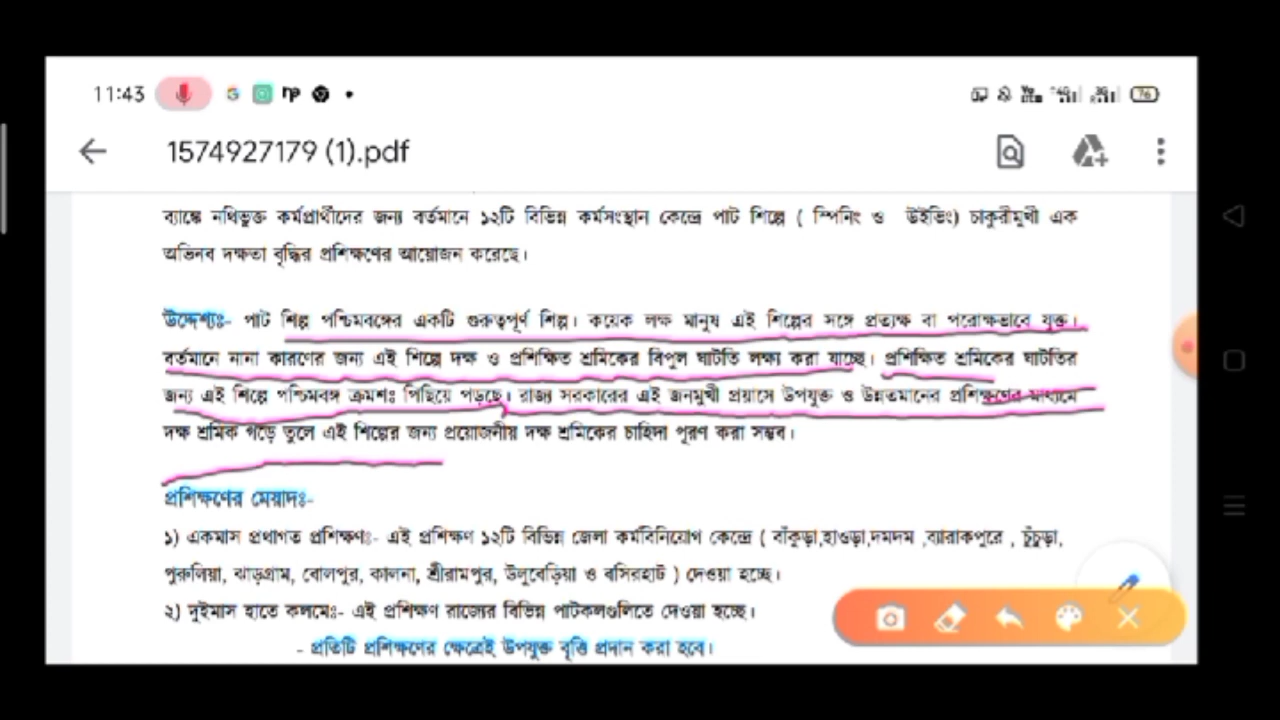 11:43
76
1574927179 (1).pdf
ব্যাঙ্কে নথিভুক্ত কর্মপ্রার্থীদের জন্য বর্তমানে ১২টি বিভিন্ন কর্মসংস্থান কেন্দ্রে পাট শিল্পে ( স্পিনিং ও উইভিং) চাকুরীমুখী এক
অভিনব দক্ষতা বৃদ্ধির প্রশিক্ষণের আয়োজন করেছে।
উদ্দেশ্যঃ- পাট শিল্প পশ্চিমবঙ্গের একটি গুরুত্বপূর্ণ শিল্প। কয়েক লক্ষ মানুষ এই শিল্পের সঙ্গে প্রত্যক্ষ বা পরোক্ষভাবে যুক্ত।
বর্তমানে নানা কারণের জন্য এই শিল্পে দক্ষ ও প্রশিক্ষিত শ্রমিকের বিপুল ঘাটতি লক্ষ্য করা যাচ্ছে। প্রশিক্ষিত শ্রমিকের ঘাটতির
জন্য এই শিল্পে পশ্চিমবঙ্গ ক্রমশঃ পিছিয়ে পড়ছে। রাজ্য সরকারের এই জনমুখী প্রয়াসে উপযুক্ত ও উন্নতমানের প্রশিক্ষণের মাধ্যমে
দক্ষ শ্রমিক গড়ে তুলে এই শিল্পের জন্য প্রয়োজনীয় দক্ষ শ্রমিকের চাহিদা পূরণ করা সম্ভব।
প্রশিক্ষণের মেয়াদঃ-
১) একমাস প্রথাগত প্রশিক্ষণঃ- এই প্রশিক্ষণ ১২টি বিভিন্ন জেলা কর্মবিনিয়োগ কেন্দ্রে ( বাঁকুড়া,হাওড়া,দমদম ,ব্যারাকপুরে , চুঁচুড়া,
পুরুলিয়া, ঝাড়গ্রাম, বোলপুর, কালনা, শ্রীরামপুর, উলুবেড়িয়া ও বসিরহাট ) দেওয়া হচ্ছে।
২) দুইমাস হাতে কলমেঃ- এই প্রশিক্ষণ রাজ্যের বিভিন্ন পাটকলগুলিতে দেওয়া হচ্ছে।
- প্রতিটি প্রশিক্ষণের ক্ষেত্রেই উপযুক্ত বৃত্তি প্রদান করা হবে।